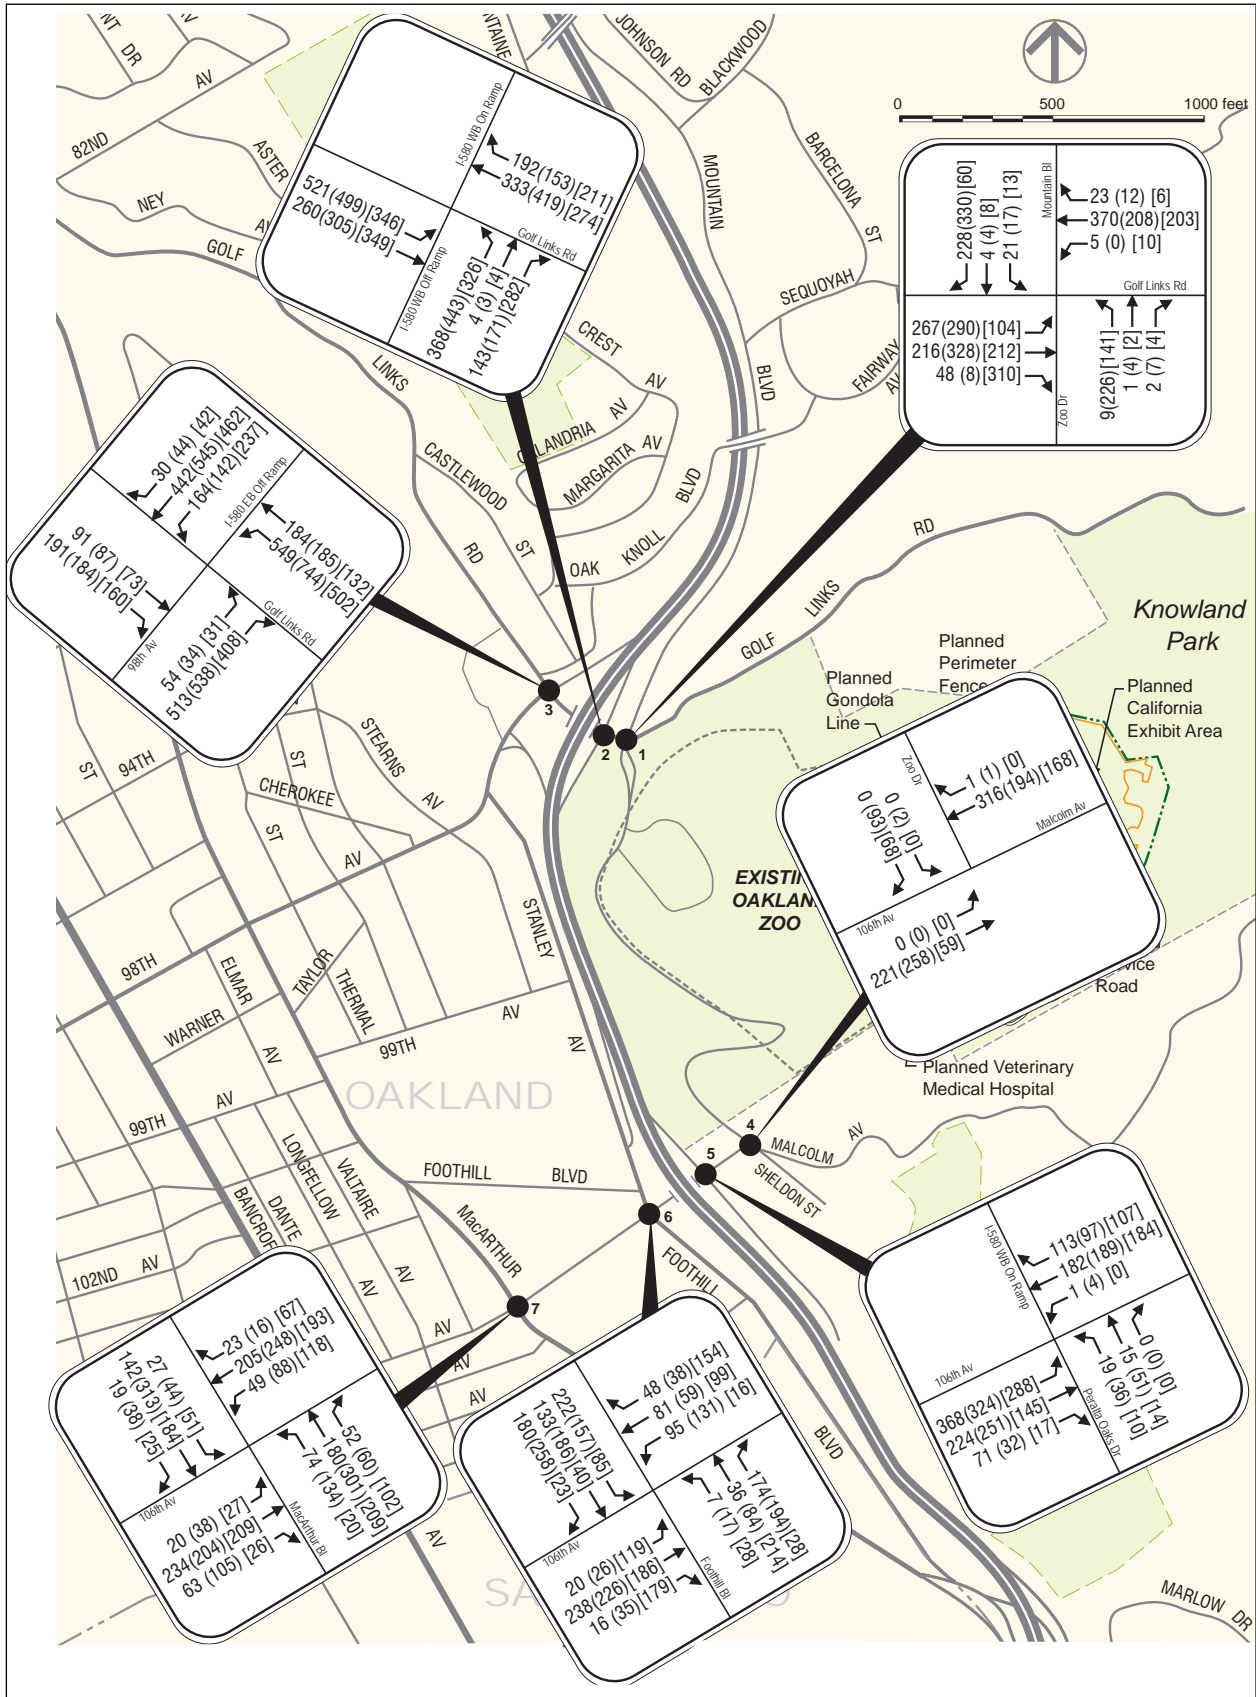 NT DR
AV
82ND
ASTER
NEY
AV
GOLF
LINKS
RD
NTAINE
JOHNSON RD
BLACKWOOD
BARCELONA
ST
MOUNTAIN
BLVD
SEQUOYAH
FAIRWAY
AV
0 500 1000 feet
I-580 WB On Ramp
192(153)[211]
333(419)[274]
521(499)[346]
260(305)[349]
Golf Links Rd
I-580 WB Off Ramp
368(443)[326]
4 (3) [4]
143(171)[282]
228(330)[60]
4 (4) [8]
21 (17) [13]
Mountain Bl
23 (12) [6]
370(208)[203]
5 (0) [10]
Golf Links Rd
267(290)[104]
216(328)[212]
48 (8)[310]
Zoo Dr
9(226)[141]
1 (4) [2]
2 (7) [4]
CREST
AV
AV
MARGARITA AV
CASTLEWOOD
ST
OAK KNOLL BLVD
30 (44) [42]
442(545)[462]
164(142)[237]
I-580 EB Off Ramp
184(185)[132]
549(744)[502]
91 (87) [73]
191(184)[160]
98th Av
Golf Links Rd
54 (34) [31]
513(538)[408]
GOLF LINKS RD
Knowland
Park
Planned
Perimeter
Fence
Planned
Gondola
Line
Planned
California
Exhibit Area
3
2
1
Zoo Dr
1 (1) [0]
316(194)[168]
0 (2) [0]
0 (93)[68]
Malcolm Av
106th Av
0 (0) [0]
221(258)[59]
Road
OAKLAND
ZOO
Planned Veterinary
Medical Hospital
ST
94TH
ST
STEARNS
AV
CHEROKEE
ST
AV
98TH
ELMAR
AV
TAYLOR
THERMAL
WARNER
99TH AV
STANLEY
AV
OAKLAND
99TH
AV
LONGFELLOW
AV
VALTAIRE
AV
DANTE
FOOTHILL BLVD
MacARTHUR
102ND AV
AV
AV
AV
AV
4
5
6
7
MALCOLM AV
SHELDON ST
FOOTHILL
BLVD
I-580 WB On Ramp
113(97)[107]
182(189)[184]
1 (4) [0]
106th Av
368(324)[288]
224(251)[145]
71 (32) [17]
Peralta Oaks Dr
0 (0) [0]
15 (51) [14]
19 (36) [10]
23 (16) [67]
205(248)[193]
49 (88)[118]
27 (44) [51]
142(313)[184]
19 (38) [25]
106th Av
20 (38) [27]
234(204)[209]
63 (105) [26]
MacArthur Bl
52 (60) [102]
180(301)[209]
74 (134) [20]
48 (38)[154]
81 (59) [99]
95 (131) [16]
222(157)[85]
133(186)[40]
180(258)[23]
106th Av
20 (26)[119]
238(226)[186]
16 (35)[179]
Foothill Bl
174(194)[28]
36 (84) [214]
7 (17) [28]
MARLOW DR